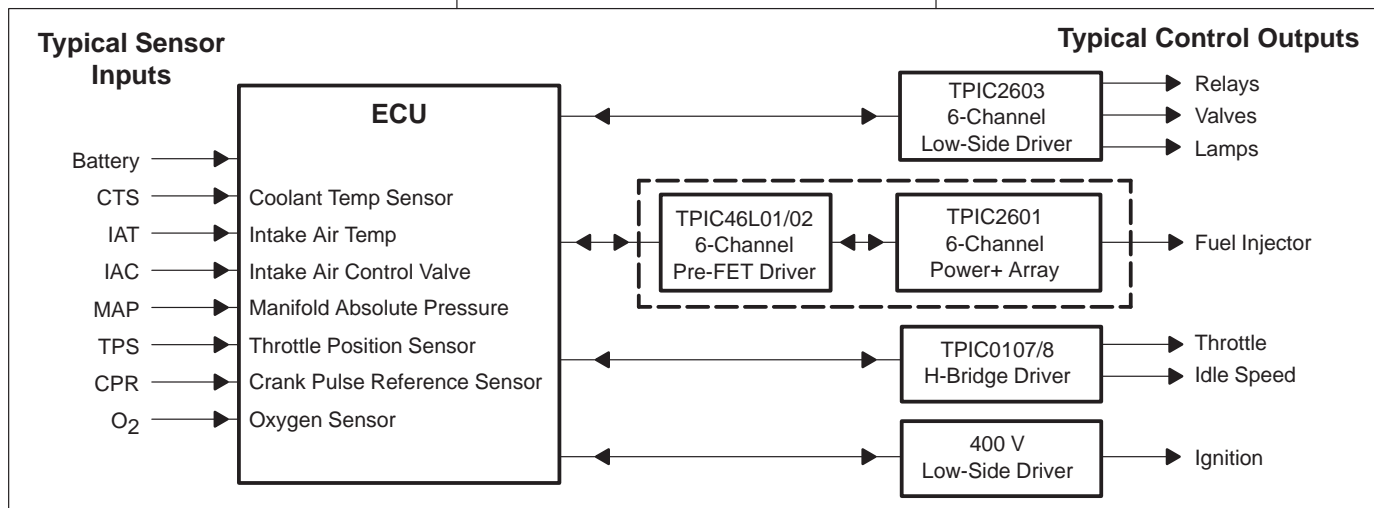 Typical Sensor
Inputs
Typical Control Outputs
ECU
Battery
CTS
IAT
IAC
MAP
TPS
CPR
O2
Coolant Temp Sensor
Intake Air Temp
Intake Air Control Valve
Manifold Absolute Pressure
Throttle Position Sensor
Crank Pulse Reference Sensor
Oxygen Sensor
TPIC2603
6-Channel
Low-Side Driver
Relays
Valves
Lamps
TPIC46L01/02
6-Channel
Pre-FET Driver
TPIC2601
6-Channel
Power+ Array
Fuel Injector
TPIC0107/8
H-Bridge Driver
Throttle
Idle Speed
400 V
Low-Side Driver
Ignition